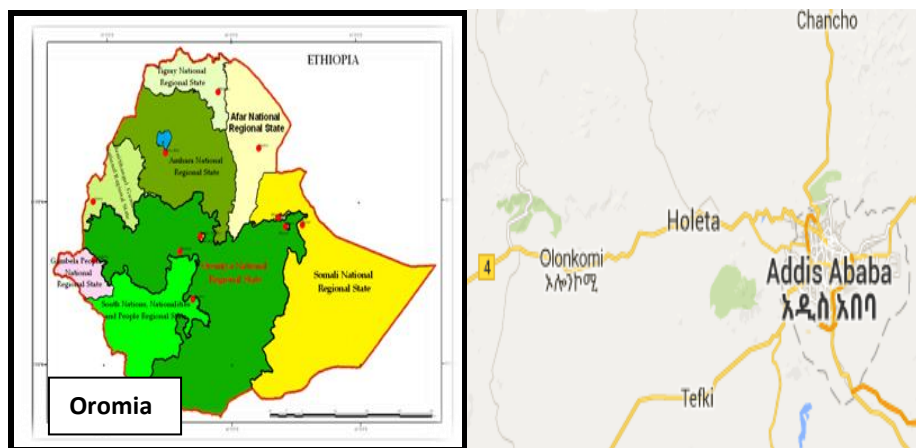 ETHIOPIA
Tigray National
Regional State
Afar National
Regional State
Amhara National
Regional State
National
Regional State
Gambela People
National
Regional State
Somali National
Regional State
South Nations, Nationalities
and People Regional State
Oromia
Chancho
Holeta
4
Olonkomi
ኦሎንኮሚ
Addis Ababa
አዲስ አበባ
Tefki